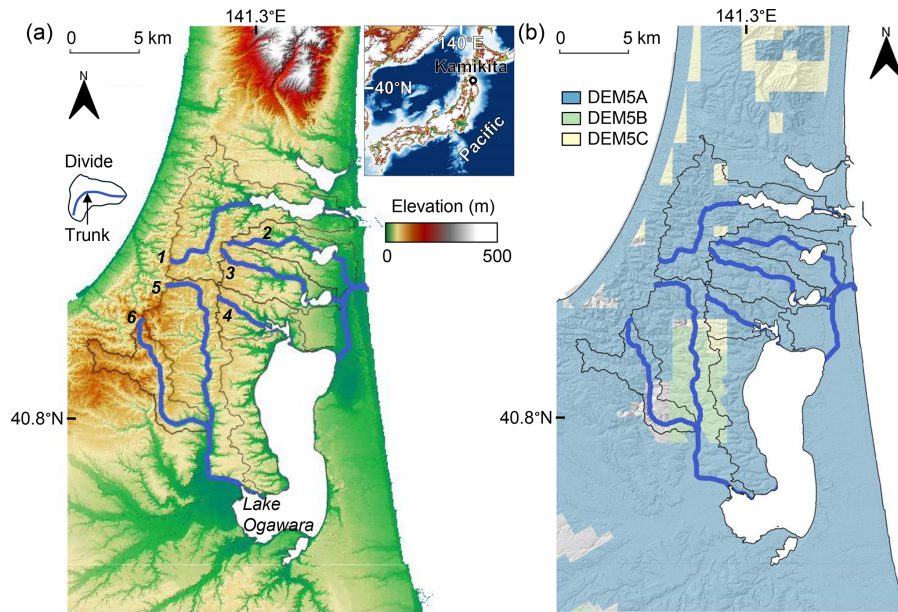 (a)
141.3°E
0 5 km
N
Divide
Trunk
140°E
Kamikita
40°N
Pacific
Elevation (m)
0 500
1
2
3
4
5
6
40.8°N
Lake
Ogawara
(b)
141.3°E
0 5 km
N
DEM5A
DEM5B
DEM5C
40.8°N